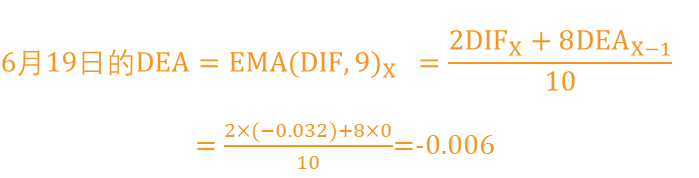 6月19日的DEA = EMA(DIF, 9)X = (2DIFX + 8DEAX−1)/10
= (2×(−0.032)+8×0)/10=-0.006